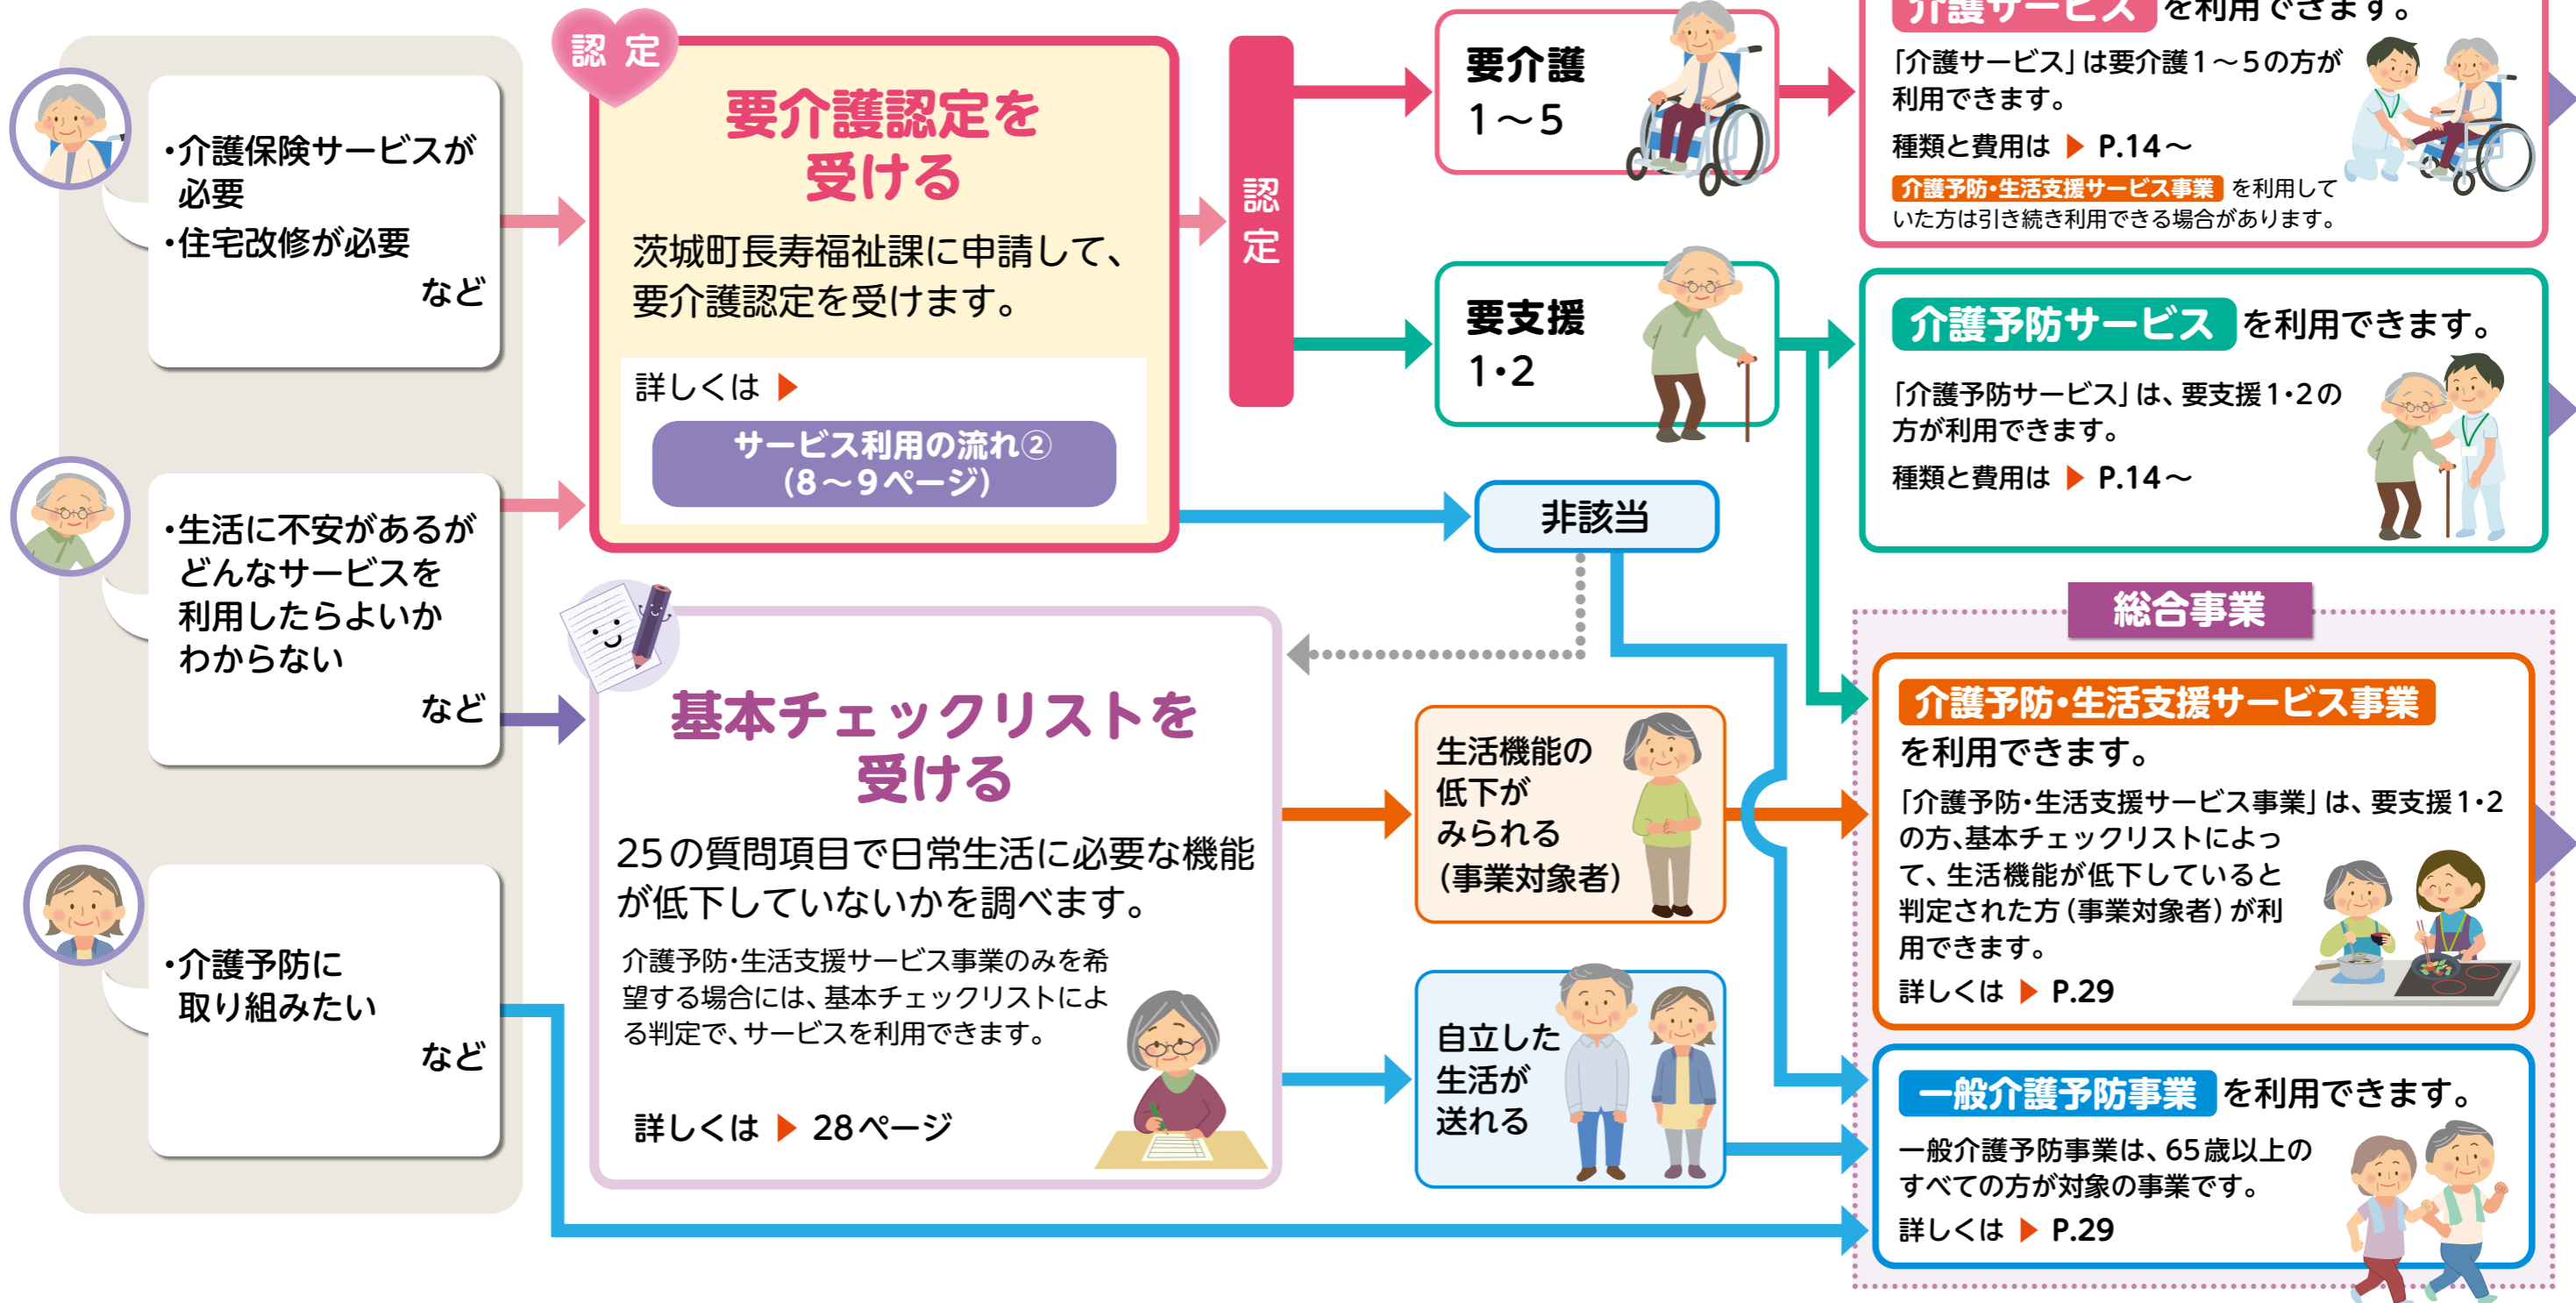 ・介護保険サービスが
必要
・住宅改修が必要
など
・生活に不安があるが
どんなサービスを
利用したらよいか
わからない
など
・介護予防に
取り組みたい
など
認 定
要介護認定を
受ける
茨城町長寿福祉課に申請して、
要介護認定を受けます。
詳しくは ▶
サービス利用の流れ②
(8～9ページ)
基本チェックリストを
受ける
25の質問項目で日常生活に必要な機能
が低下していないかを調べます。
介護予防・生活支援サービス事業のみを希
望する場合には、基本チェックリストによ
る判定で、サービスを利用できます。
詳しくは ▶ 28ページ
認定
要介護
1～5
要支援
1・2
非該当
生活機能の
低下が
みられる
（事業対象者）
自立した
生活が
送れる
介護サービス を利用できます。
「介護サービス」は要介護1～5の方が
利用できます。
種類と費用は ▶ P.14～
介護予防・生活支援サービス事業 を利用して
いた方は引き続き利用できる場合があります。
介護予防サービス を利用できます。
「介護予防サービス」は、要支援1・2の
方が利用できます。
種類と費用は ▶ P.14～
総合事業
介護予防・生活支援サービス事業
を利用できます。
「介護予防・生活支援サービス事業」は、要支援1・2
の方、基本チェックリストによっ
て、生活機能が低下していると
判定された方（事業対象者）が利
用できます。
詳しくは ▶ P.29
一般介護予防事業 を利用できます。
一般介護予防事業は、65歳以上の
すべての方が対象の事業です。
詳しくは ▶ P.29